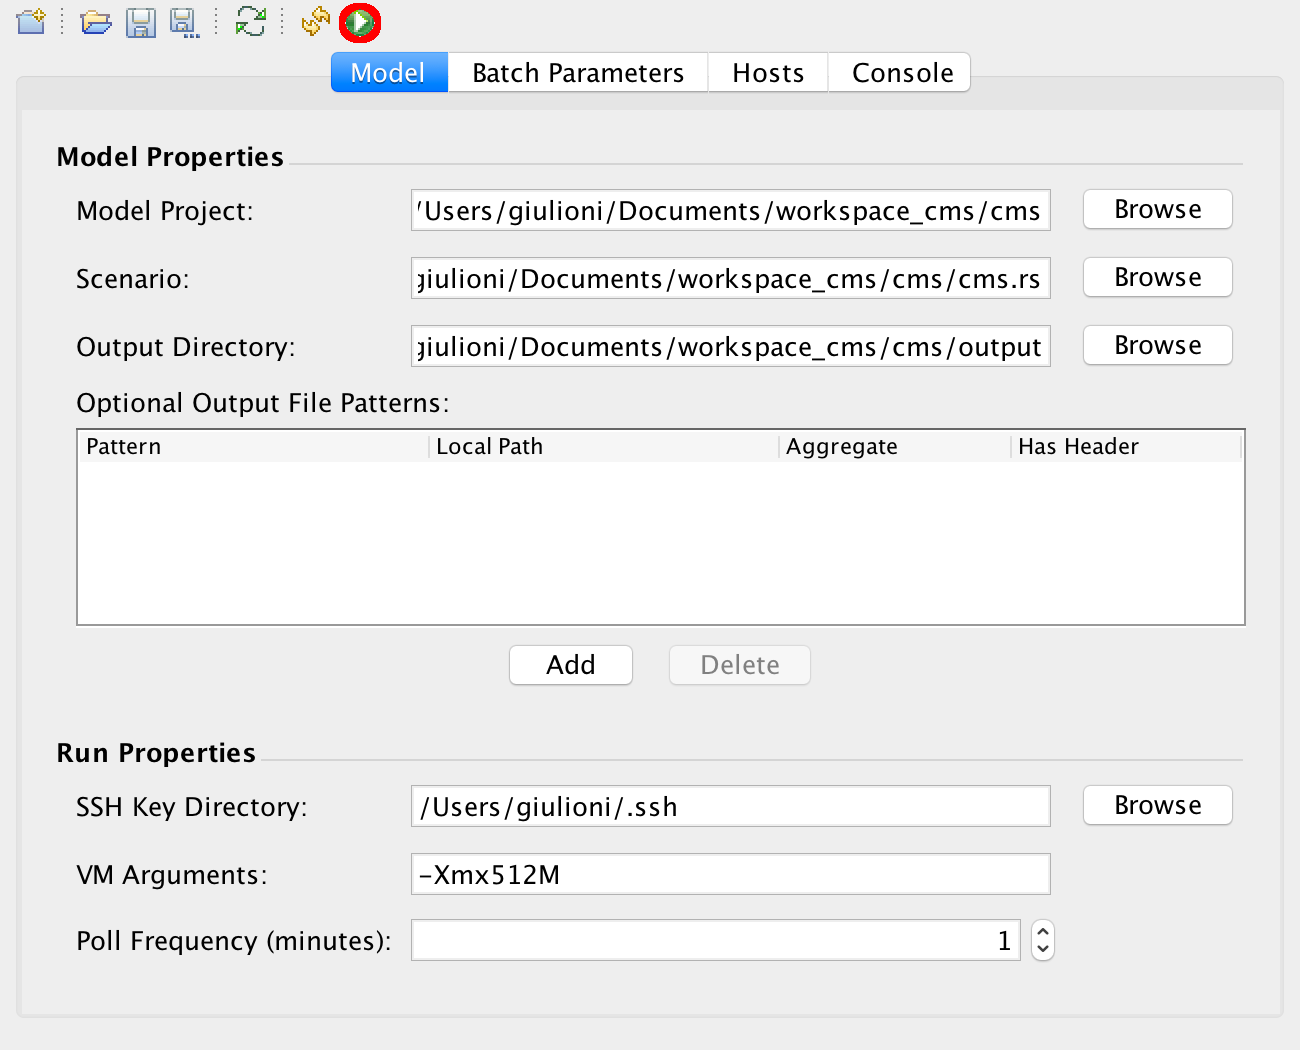 Model Batch Parameters Hosts Console
Model Properties
Model Project: /Users/giulioni/Documents/workspace_cms/cms Browse
Scenario: giulioni/Documents/workspace_cms/cms/cms.rs Browse
Output Directory: giulioni/Documents/workspace_cms/cms/output Browse
Optional Output File Patterns:
Pattern Local Path Aggregate Has Header
Add Delete
Run Properties
SSH Key Directory: /Users/giulioni/.ssh Browse
VM Arguments: -Xmx512M
Poll Frequency (minutes): 1